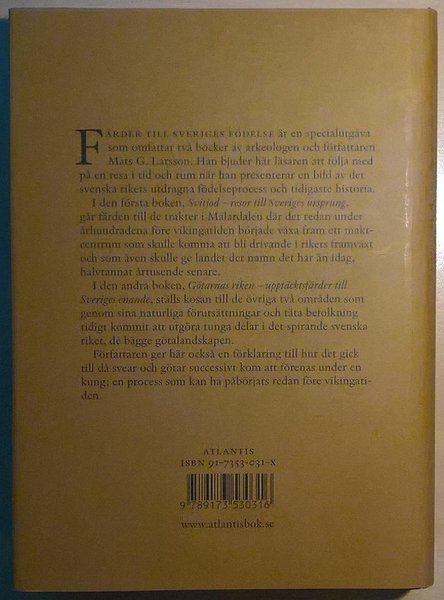 FÄRDER TILL SVERIGES FÖDELSE är en specialutgåva
som omfattar två böcker av arkeologen och författaren
Mats G. Larsson. Han bjuder här läsaren att följa med
på en resa i tid och rum när han presenterar en bild av det
svenska rikets utdragna födelseprocess och tidigaste historia.
I den första boken, Svitjod – resor till Sveriges ursprung,
går färden till de trakter i Mälardalen där det redan under
århundradena före vikingatiden började växa fram ett makt-
centrum som skulle komma att bli drivande i rikets framväxt
och som även skulle ge landet det namn det har än idag,
halvtannat årtusende senare.
I den andra boken, Götarnas riken – upptäcktsfärder till
Sveriges enande, ställs kosan till de övriga två områden som
genom sina naturliga förutsättningar och täta befolkning
tidigt kommit att utgöra tunga delar i det spirande svenska
riket, de bägge götalandskapen.
Författaren ger här också en förklaring till hur det gick
till då svear och götar successivt kom att förenas under en
kung; en process som kan ha påbörjats redan före vikingati-
den.
ATLANTIS
ISBN 91-7353-031-X
9 789173 530316
www.atlantisbok.se